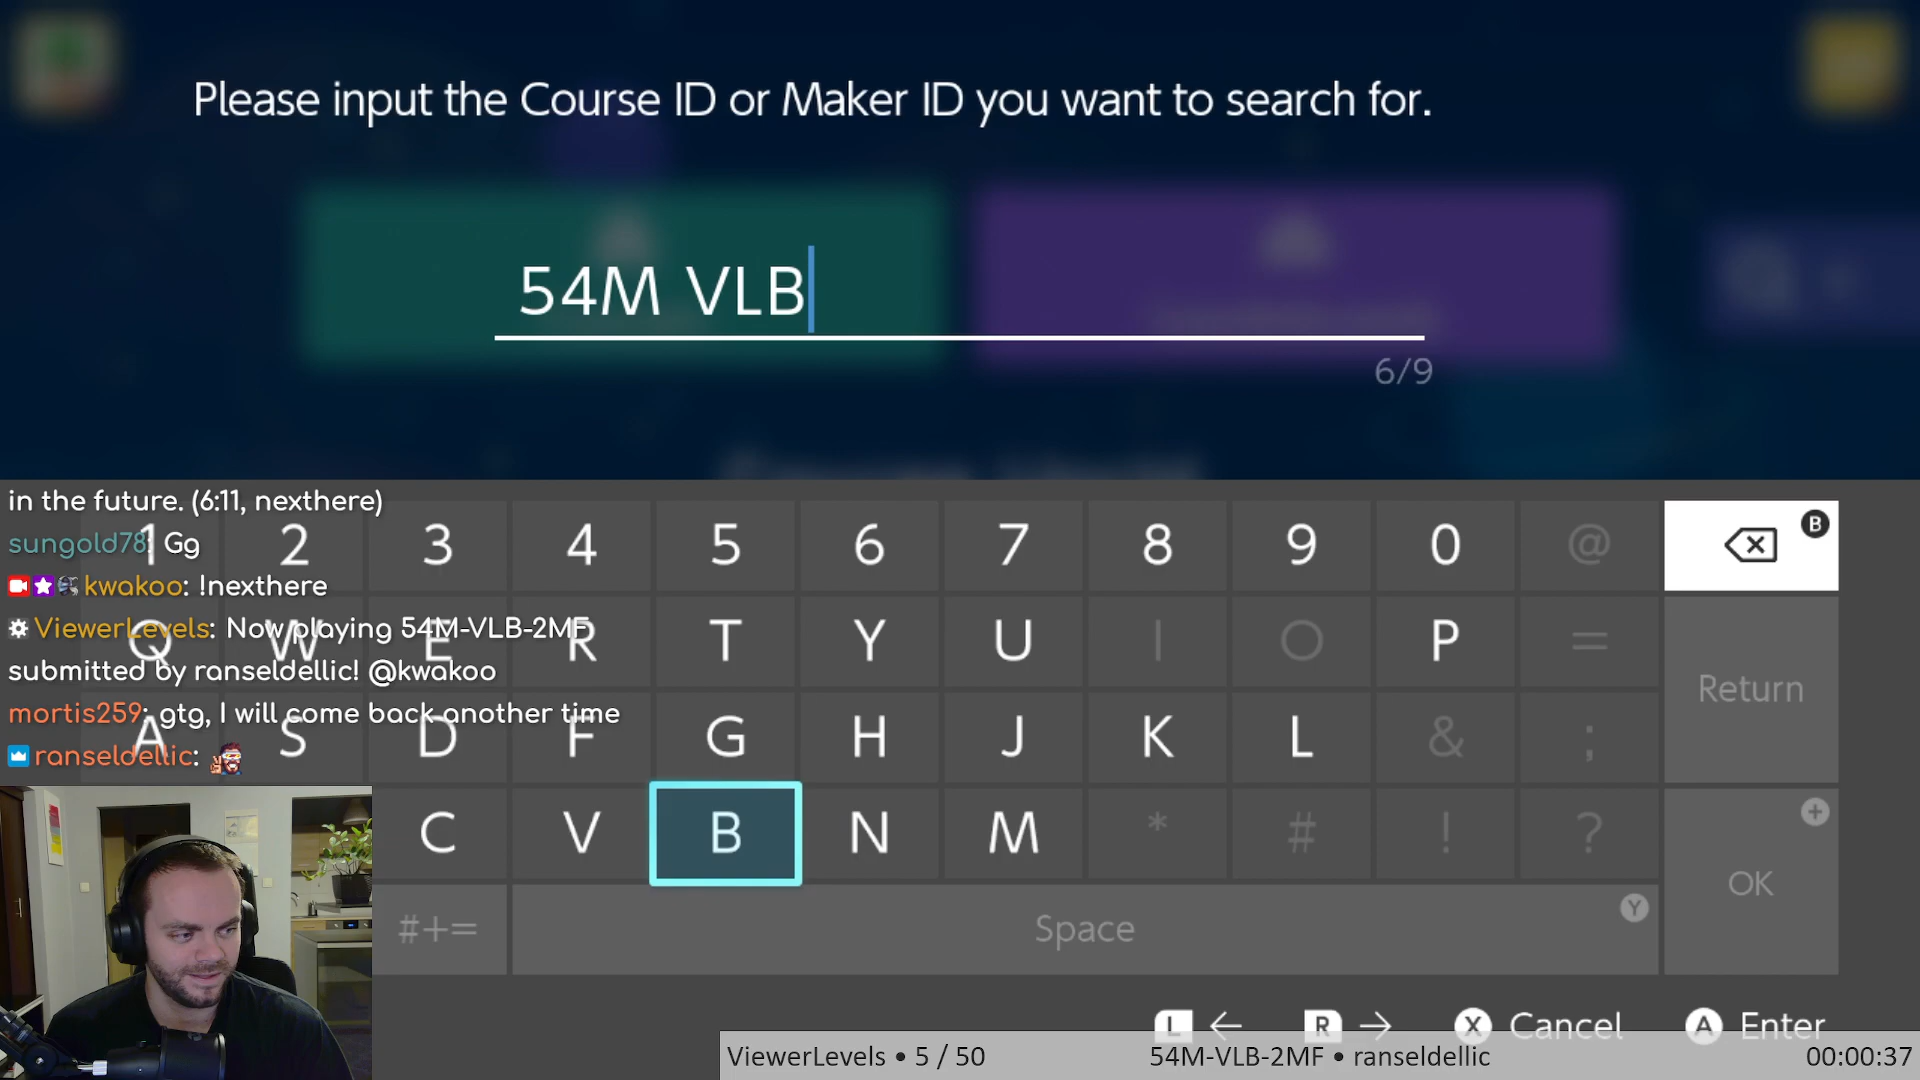 Please input the Course ID or Maker ID you want to search for.
54M VLB
6/9
in the future. (6:11, nexthere)
sungold78: Gg
kwakoo: !nexthere
ViewerLevels: Now playing 54M-VLB-2MF
submitted by ranseldellic! @kwakoo
mortis259: gtg, I will come back another time
ranseldellic:
1 2 3 4 5 6 7 8 9 0 @ B
Q W E R T Y U I O P =
Return
A S D F G H J K L & ;
C V B N M * # ! ? +
OK
#+= Space Y
L ← R → X Cancel A Enter
ViewerLevels • 5 / 50 54M-VLB-2MF • ranseldellic 00:00:37